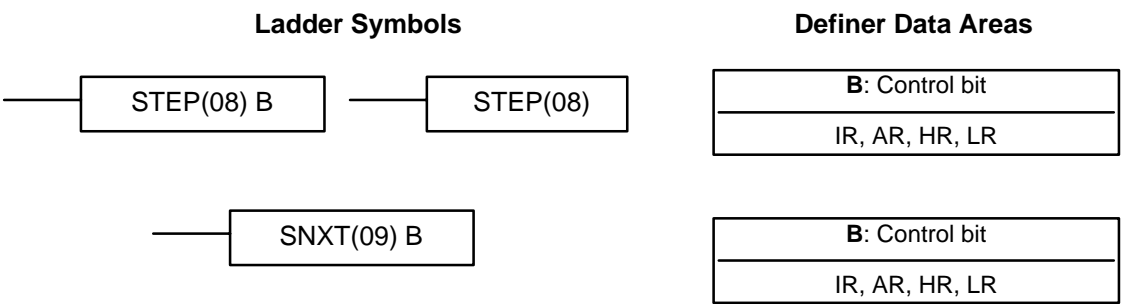 Ladder Symbols
Definer Data Areas
STEP(08) B
STEP(08)
B: Control bit
IR, AR, HR, LR
SNXT(09) B
B: Control bit
IR, AR, HR, LR